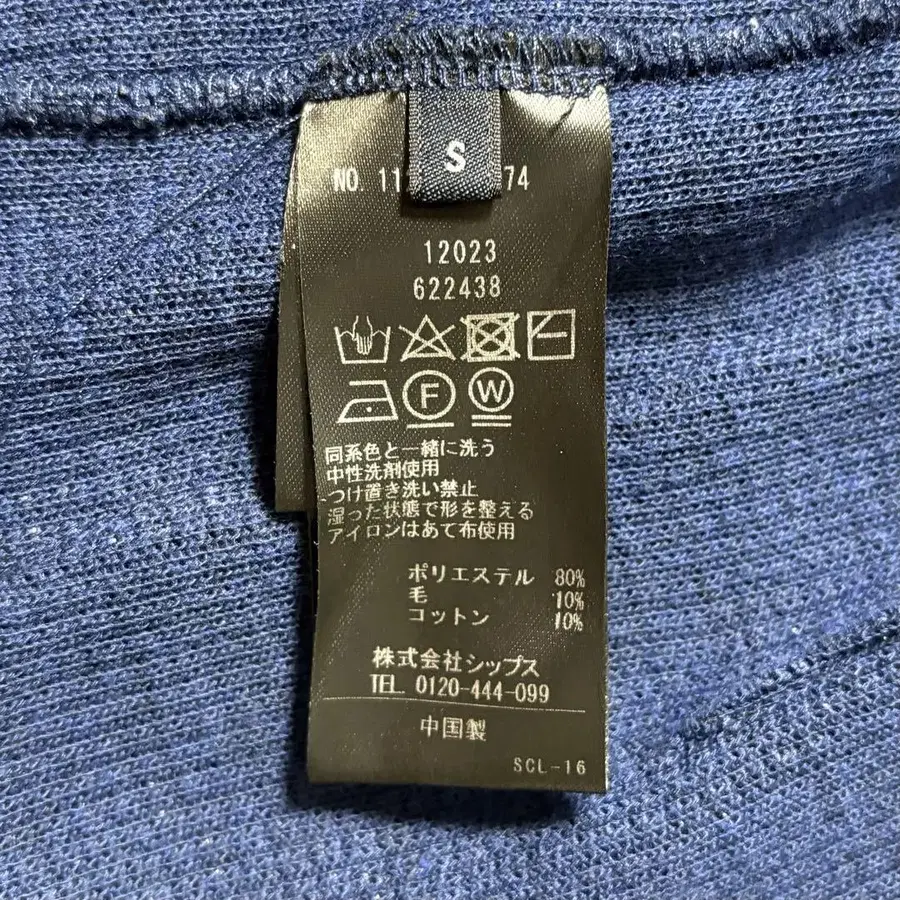 S
NO. 11 74
12023
622438
F W
同系色と一緒に洗う
中性洗剤使用
つけ置き洗い禁止
湿った状態で形を整える
アイロンはあて布使用
ポリエステル 80%
毛 10%
コットン 10%
株式会社シップス
TEL. 0120-444-099
中国製
SCL-16